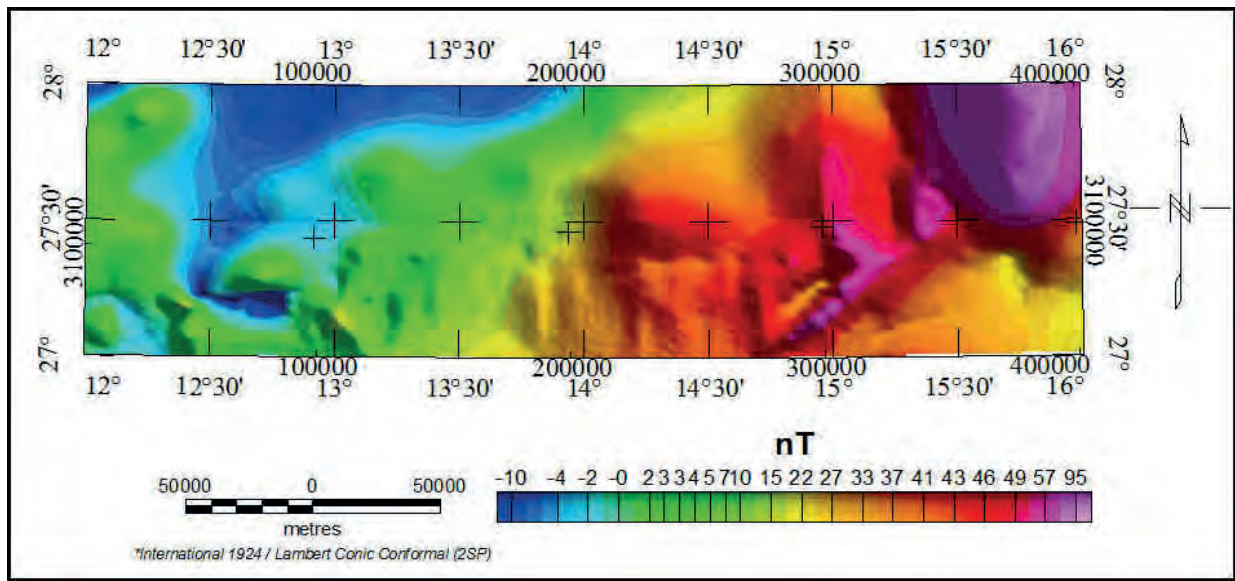 12° 12°30' 13° 13°30' 14° 14°30' 15° 15°30' 16°
100000 200000 300000 400000
28° 28°
27°30' 27°30'
3100000 3100000
N
27° 27°
100000 200000 300000 400000
12° 12°30' 13° 13°30' 14° 14°30' 15° 15°30' 16°
nT
50000 0 50000
-10 -4 -2 -0 2 3 4 5 7 10 15 22 27 33 37 41 43 46 49 57 95
metres
*International 1924 / Lambert Conic Conformal (2SP)